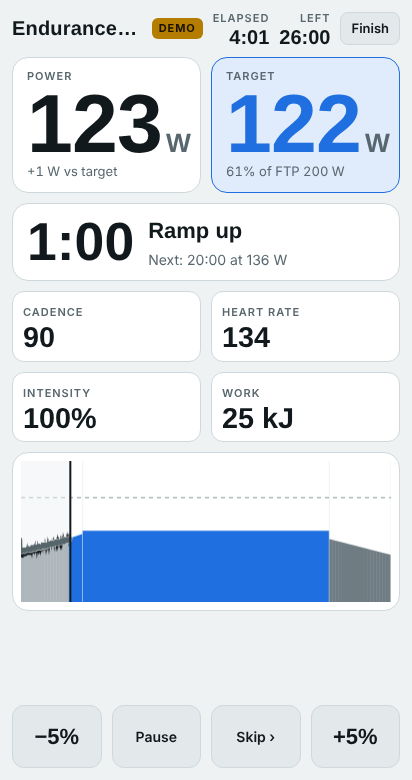 Endurance… DEMO ELAPSED 4:01 LEFT 26:00 Finish
POWER
123 W
+1 W vs target
TARGET
122 W
61% of FTP 200 W
1:00 Ramp up
Next: 20:00 at 136 W
CADENCE
90
HEART RATE
134
INTENSITY
100%
WORK
25 kJ
−5% Pause Skip › +5%